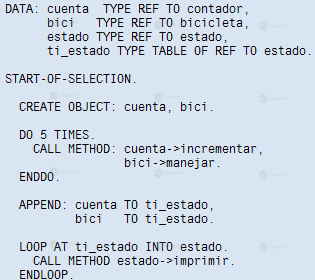 DATA: cuenta TYPE REF TO contador,
bici TYPE REF TO bicicleta,
estado TYPE REF TO estado,
ti_estado TYPE TABLE OF REF TO estado.
START-OF-SELECTION.
CREATE OBJECT: cuenta, bici.
DO 5 TIMES.
CALL METHOD: cuenta->incrementar,
bici->manejar.
ENDDO.
APPEND: cuenta TO ti_estado,
bici TO ti_estado.
LOOP AT ti_estado INTO estado.
CALL METHOD estado->imprimir.
ENDLOOP.